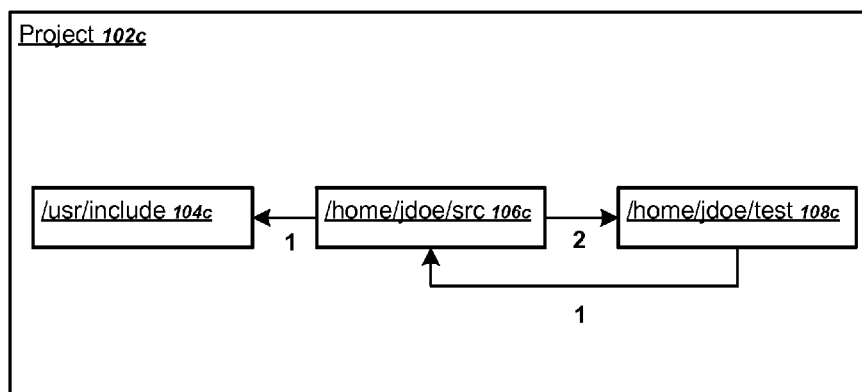 Project 102c
/usr/include 104c
/home/jdoe/src 106c
/home/jdoe/test 108c
1
2
1